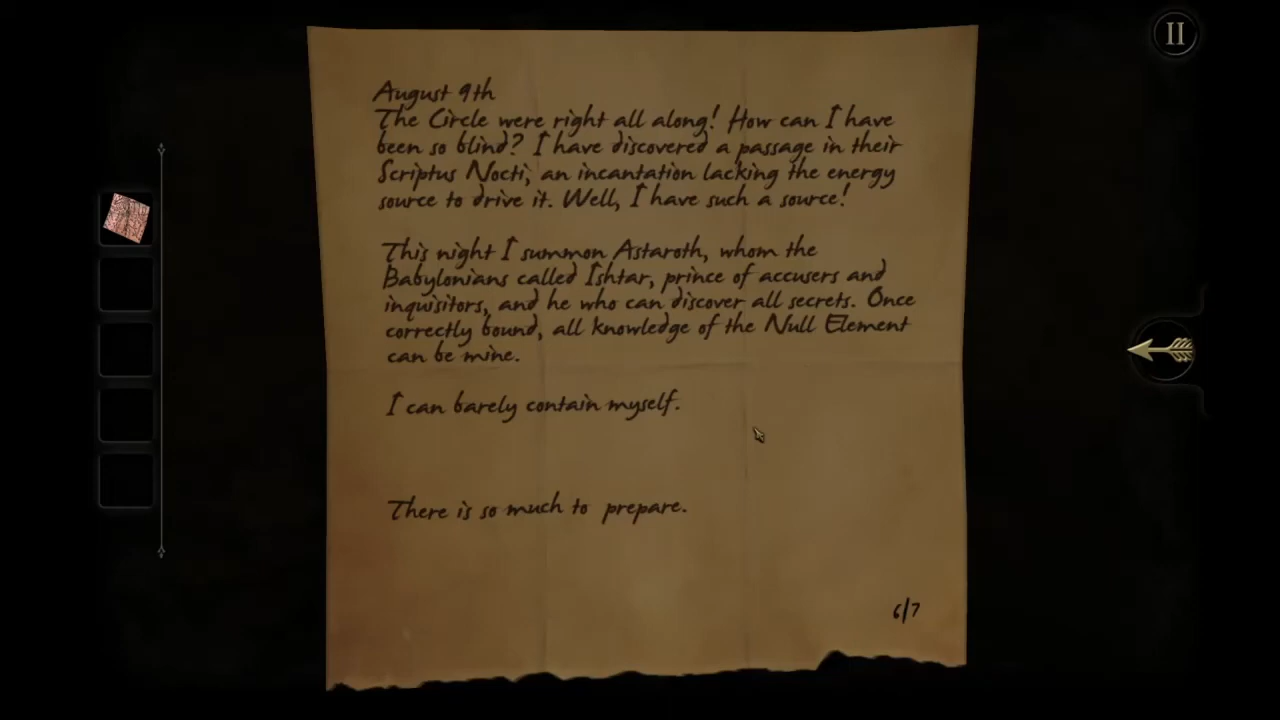 August 9th
The Circle were right all along! How can I have
been so blind? I have discovered a passage in their
Scriptus Nocti, an incantation lacking the energy
source to drive it. Well, I have such a source!
This night I summon Astaroth, whom the
Babylonians called Ishtar, prince of accusers and
inquisitors, and he who can discover all secrets. Once
correctly bound, all knowledge of the Null Element
can be mine.
I can barely contain myself.
There is so much to prepare.
6/7